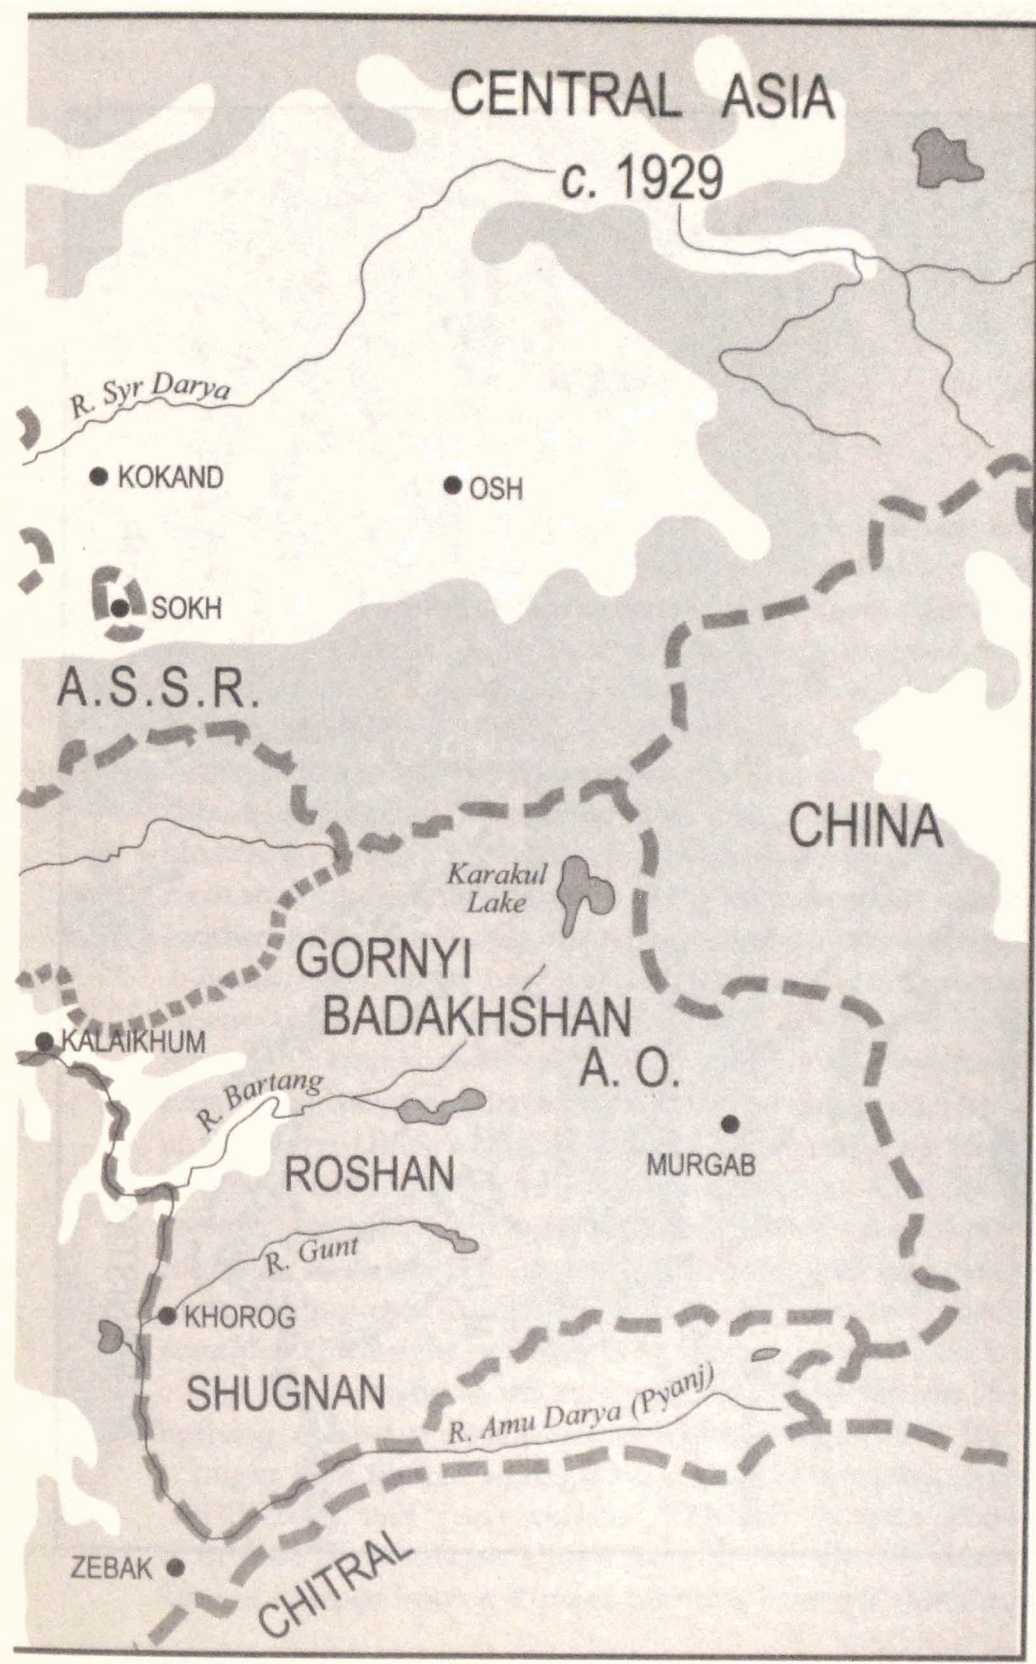 CENTRAL ASIA
c. 1929
R. Syr Darya
KOKAND
OSH
SOKH
A.S.S.R.
CHINA
Karakul
Lake
GORNYI
BADAKHSHAN
A. O.
KALAIKHUM
R. Bartang
MURGAB
ROSHAN
R. Gunt
KHOROG
SHUGNAN
R. Amu Darya (Pyanj)
ZEBAK
CHITRAL